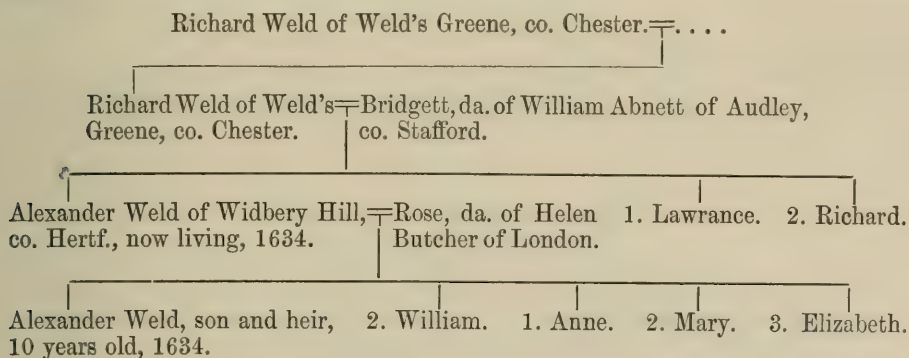 Richard Weld of Weld's Greene, co. Chester.=....
Richard Weld of Weld's=Bridgett, da. of William Abnett of Audley,
Greene, co. Chester. co. Stafford.
Alexander Weld of Widbery Hill,=Rose, da. of Helen 1. Lawrance. 2. Richard.
co. Hertf., now living, 1634. Butcher of London.
Alexander Weld, son and heir, 2. William. 1. Anne. 2. Mary. 3. Elizabeth.
10 years old, 1634.